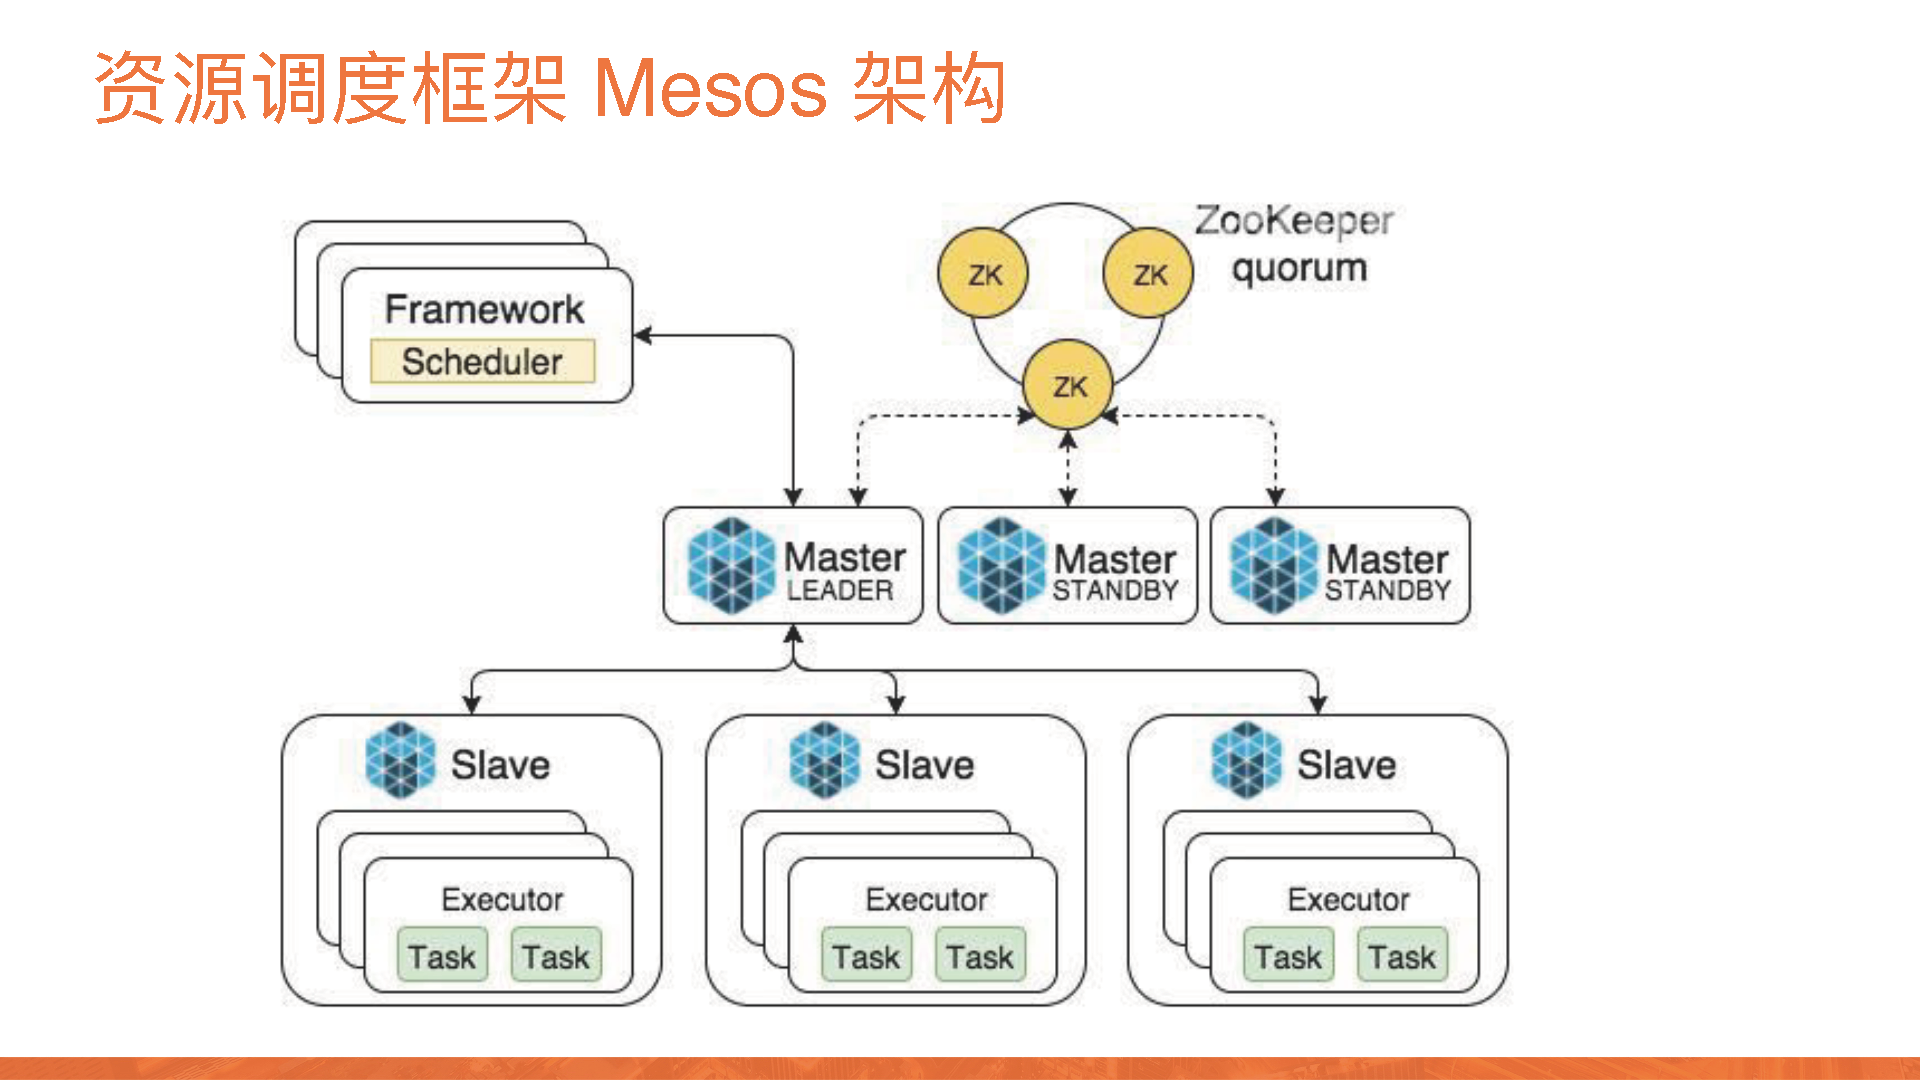 资源调度框架 Mesos 架构
Framework
Scheduler
ZK
ZK
ZK
ZooKeeper
quorum
Master
LEADER
Master
STANDBY
Master
STANDBY
Slave
Executor
Task
Task
Slave
Executor
Task
Task
Slave
Executor
Task
Task